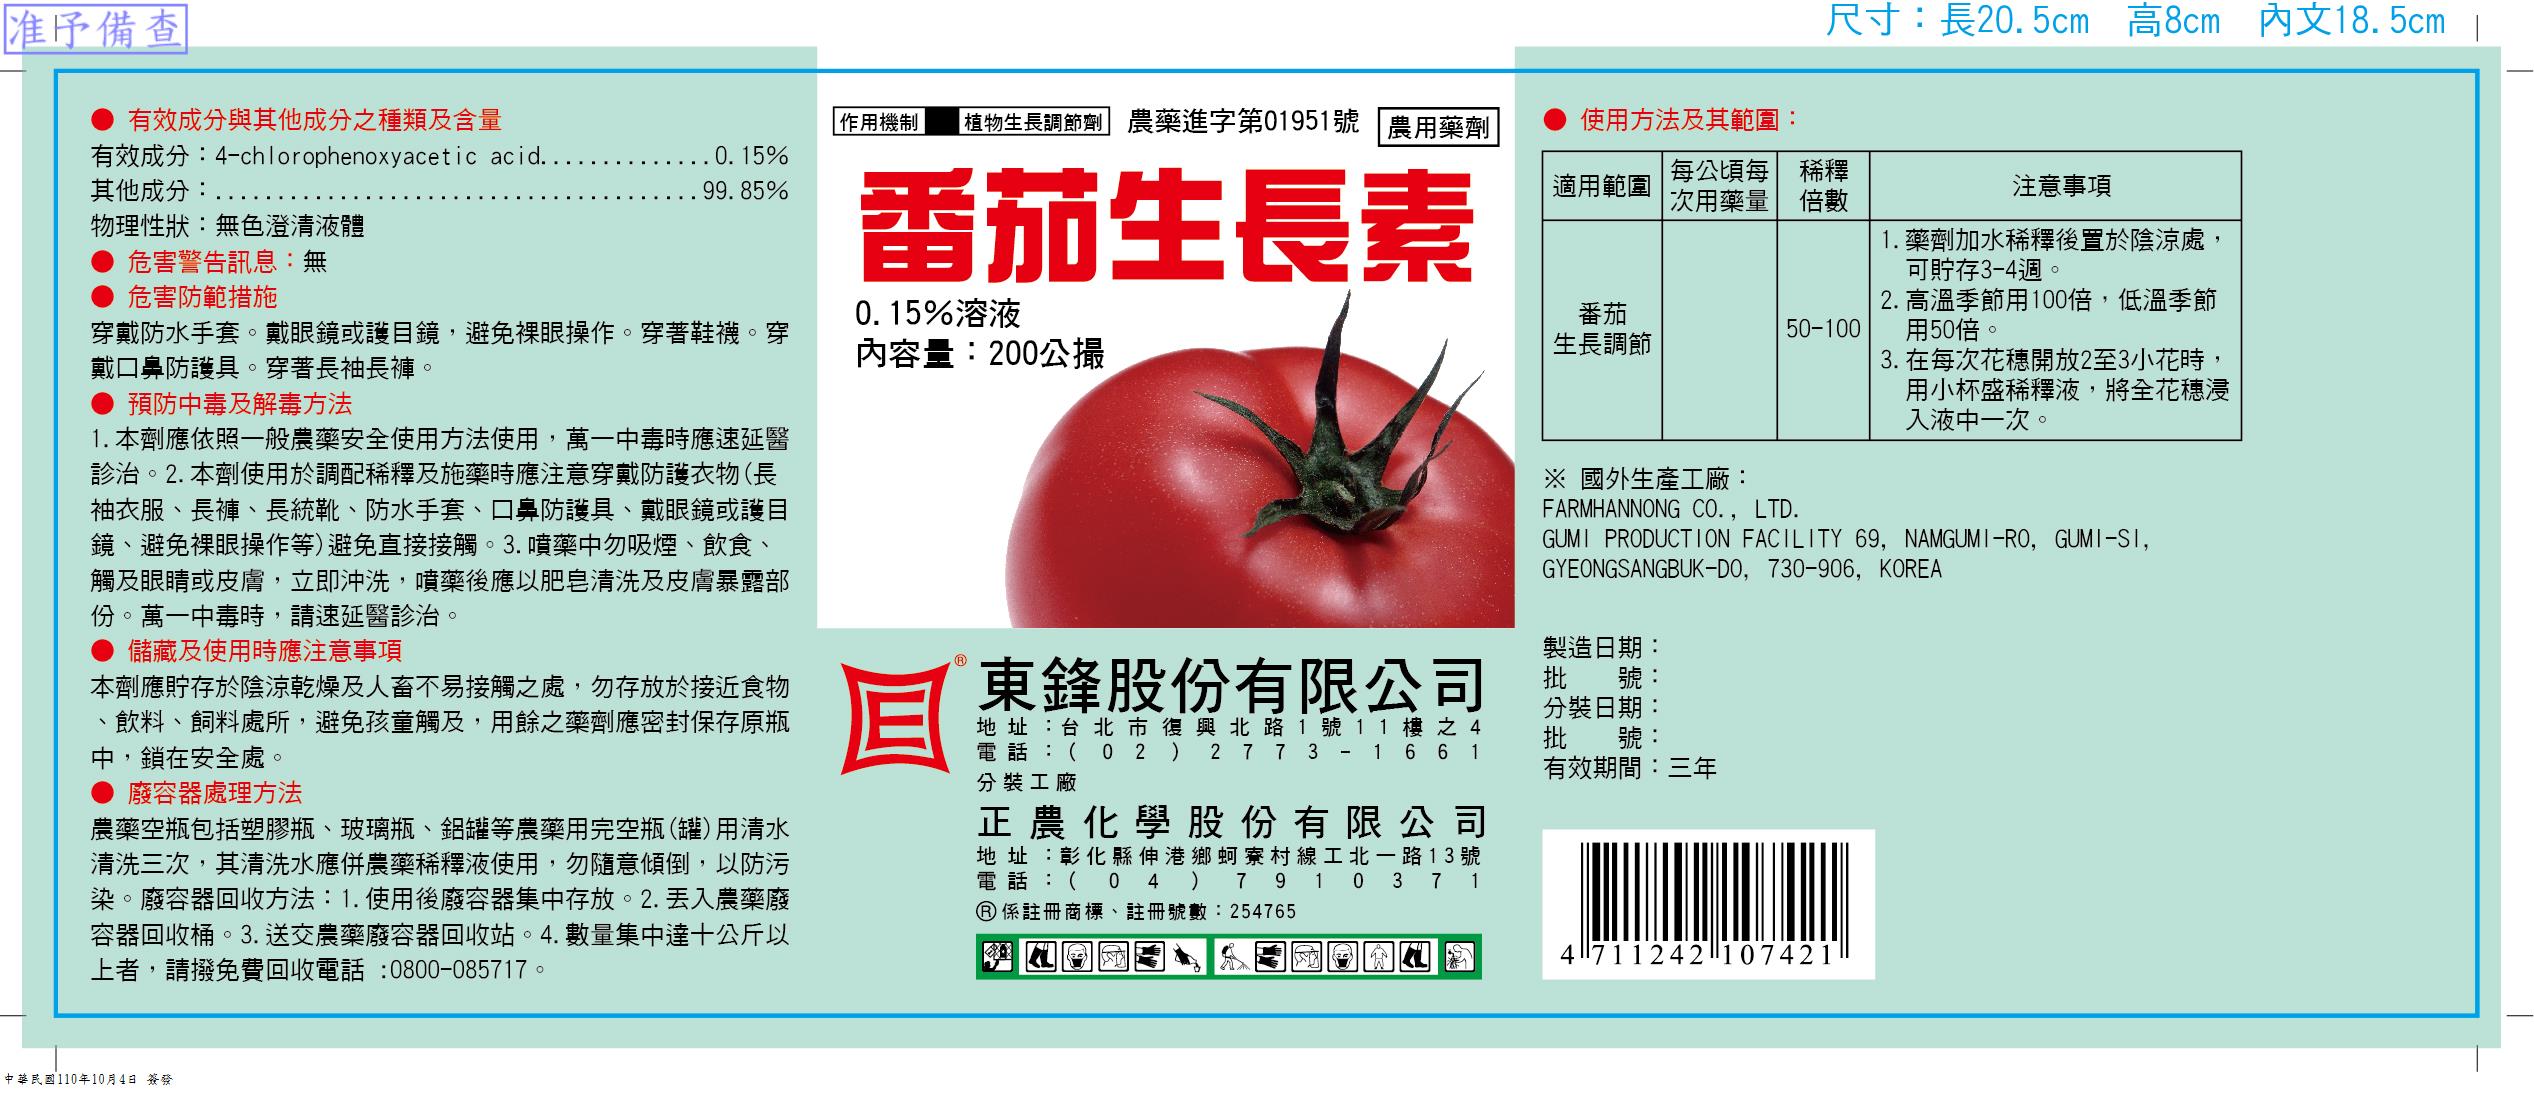 准予備查
尺寸：長20.5cm　高8cm　內文18.5cm
● 有效成分與其他成分之種類及含量
有效成分：4-chlorophenoxyacetic acid..............0.15%
其他成分：.......................................99.85%
物理性狀：無色澄清液體
● 危害警告訊息：無
● 危害防範措施
穿戴防水手套。戴眼鏡或護目鏡，避免裸眼操作。穿著鞋襪。穿
戴口鼻防護具。穿著長袖長褲。
● 預防中毒及解毒方法
1.本劑應依照一般農藥安全使用方法使用，萬一中毒時應速延醫
診治。2.本劑使用於調配稀釋及施藥時應注意穿戴防護衣物(長
袖衣服、長褲、長統靴、防水手套、口鼻防護具、戴眼鏡或護目
鏡、避免裸眼操作等)避免直接接觸。3.噴藥中勿吸煙、飲食、
觸及眼睛或皮膚，立即沖洗，噴藥後應以肥皂清洗及皮膚暴露部
份。萬一中毒時，請速延醫診治。
● 儲藏及使用時應注意事項
本劑應貯存於陰涼乾燥及人畜不易接觸之處，勿存放於接近食物
、飲料、飼料處所，避免孩童觸及，用餘之藥劑應密封保存原瓶
中，鎖在安全處。
● 廢容器處理方法
農藥空瓶包括塑膠瓶、玻璃瓶、鋁罐等農藥用完空瓶(罐)用清水
清洗三次，其清洗水應併農藥稀釋液使用，勿隨意傾倒，以防污
染。廢容器回收方法：1.使用後廢容器集中存放。2.丟入農藥廢
容器回收桶。3.送交農藥廢容器回收站。4.數量集中達十公斤以
上者，請撥免費回收電話 :0800-085717。
作用機制 植物生長調節劑 農藥進字第01951號 農用藥劑
番茄生長素
0.15%溶液
內容量：200公撮
® 東鋒股份有限公司
地址：台北市復興北路1號11樓之4
電話：(02)2773-1661
分裝工廠
正農化學股份有限公司
地址：彰化縣伸港鄉蚵寮村線工北一路13號
電話：(04)7910371
®係註冊商標、註冊號數：254765
● 使用方法及其範圍：
適用範圍 每公頃每次用藥量 稀釋倍數 注意事項
番茄
生長調節
50-100
1.藥劑加水稀釋後置於陰涼處，
可貯存3-4週。
2.高溫季節用100倍，低溫季節
用50倍。
3.在每次花穗開放2至3小花時，
用小杯盛稀釋液，將全花穗浸
入液中一次。
※ 國外生產工廠：
FARMHANNONG CO., LTD.
GUMI PRODUCTION FACILITY 69, NAMGUMI-RO, GUMI-SI,
GYEONGSANGBUK-DO, 730-906, KOREA
製造日期：
批　　號：
分裝日期：
批　　號：
有效期間：三年
4 711242 107421
中華民國110年10月4日 簽發